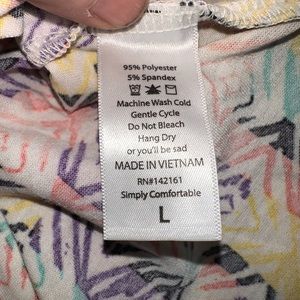 95% Polyester
5% Spandex
Machine Wash Cold
Gentle Cycle
Do Not Bleach
Hang Dry
or you'll be sad
MADE IN VIETNAM
RN#142161
Simply Comfortable
L